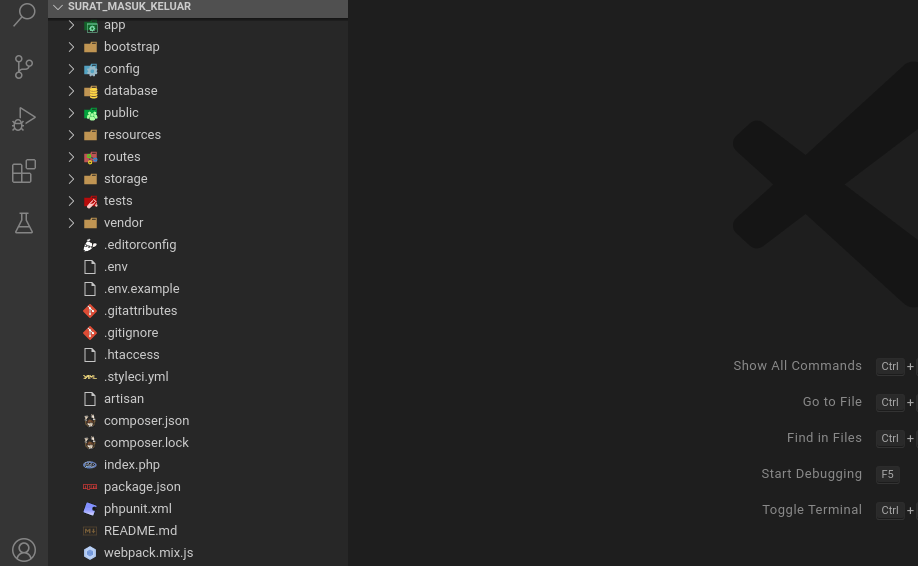 SURAT_MASUK_KELUAR
app
bootstrap
config
database
public
resources
routes
storage
tests
vendor
.editorconfig
.env
.env.example
.gitattributes
.gitignore
.htaccess
.styleci.yml
artisan
composer.json
composer.lock
index.php
package.json
phpunit.xml
README.md
webpack.mix.js
Show All Commands Ctrl +
Go to File Ctrl +
Find in Files Ctrl +
Start Debugging F5
Toggle Terminal Ctrl +